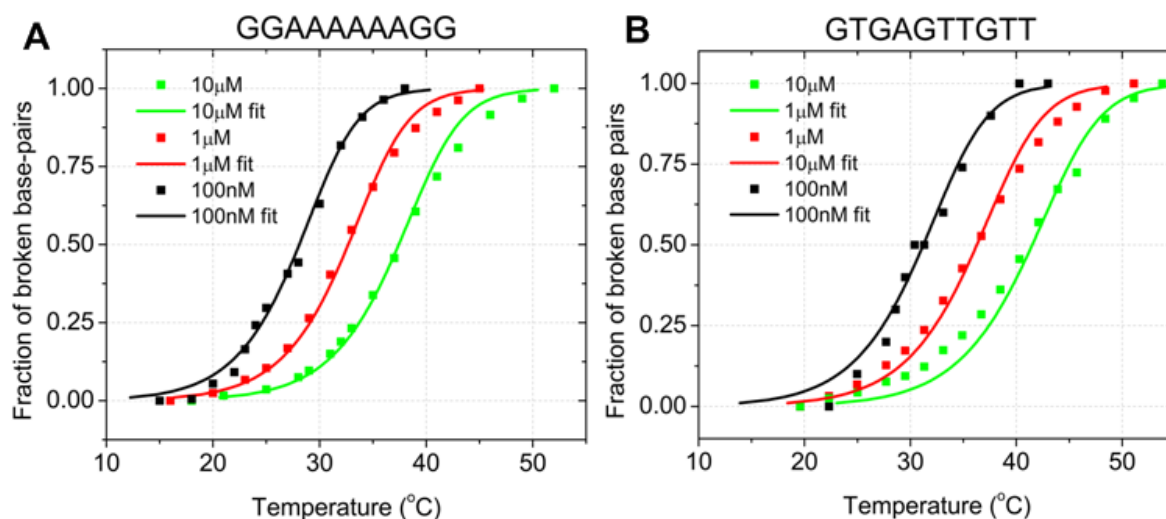 A
GGAAAAAAGG
Fraction of broken base-pairs
1.00
0.75
0.50
0.25
0.00
10μM
10μM fit
1μM
1μM fit
100nM
100nM fit
10 20 30 40 50
Temperature (°C)
B
GTGAGTTGTT
Fraction of broken base pairs
1.00
0.75
0.50
0.25
0.00
10μM
1μM fit
1μM
10μM fit
100nM
100nM fit
10 20 30 40 50
Temperature (°C)